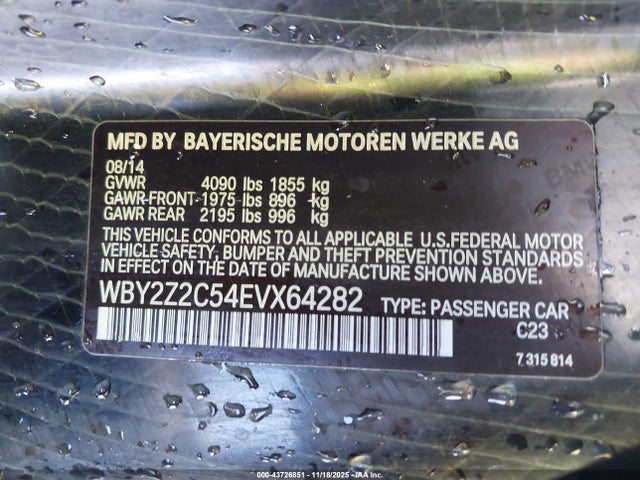 MFD BY BAYERISCHE MOTOREN WERKE AG
08/14
GVWR 4090 lbs 1855 kg
GAWR-FRONT-1975 lbs 896 kg
GAWR REAR 2195 lbs 996 kg
THIS VEHICLE CONFORMS TO ALL APPLICABLE U.S.FEDERAL MOTOR
VEHICLE SAFETY, BUMPER AND THEFT PREVENTION STANDARDS
IN EFFECT ON THE DATE OF MANUFACTURE SHOWN ABOVE.
WBY2Z2C54EVX64282 TYPE: PASSENGER CAR
C23
7 315 814
000-43726851 - 11/18/2025 - IAA Inc.